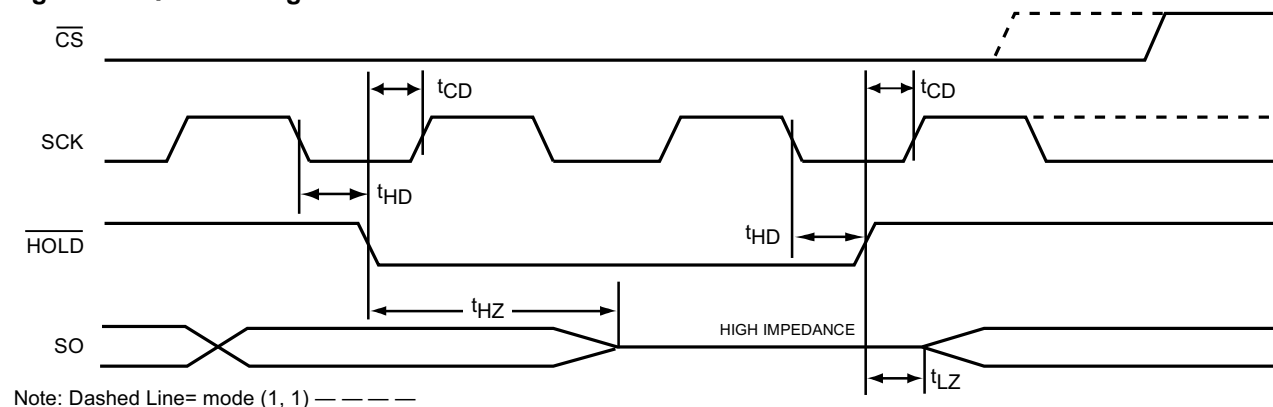 CS
tCD
tCD
SCK
tHD
HOLD
tHD
tHZ
HIGH IMPEDANCE
SO
tLZ
Note: Dashed Line= mode (1, 1) — — — —